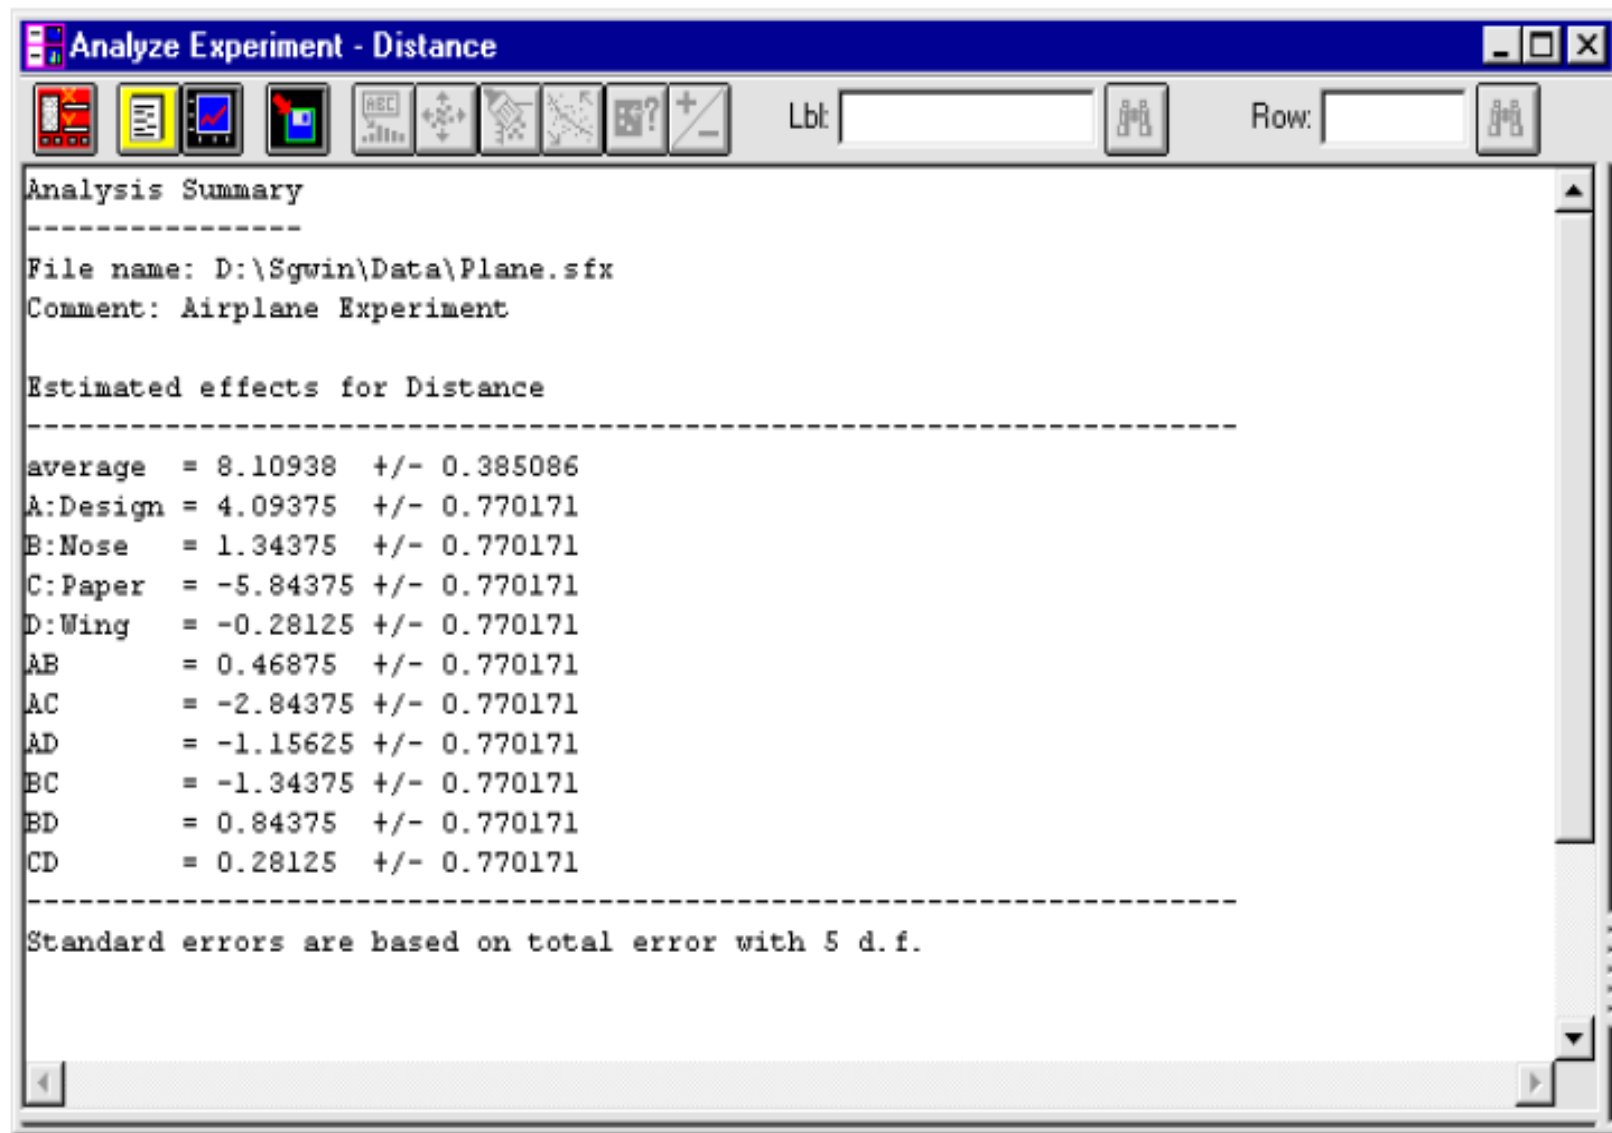 Analyze Experiment - Distance
ABC
Lbl: Row:
Analysis Summary
----------------
File name: D:\Sgwin\Data\Plane.sfx
Comment: Airplane Experiment
Estimated effects for Distance
----------------------------------------------------------------------
average = 8.10938 +/- 0.385086
A:Design = 4.09375 +/- 0.770171
B:Nose = 1.34375 +/- 0.770171
C:Paper = -5.84375 +/- 0.770171
D:Wing = -0.28125 +/- 0.770171
AB = 0.46875 +/- 0.770171
AC = -2.84375 +/- 0.770171
AD = -1.15625 +/- 0.770171
BC = -1.34375 +/- 0.770171
BD = 0.84375 +/- 0.770171
CD = 0.28125 +/- 0.770171
----------------------------------------------------------------------
Standard errors are based on total error with 5 d.f.